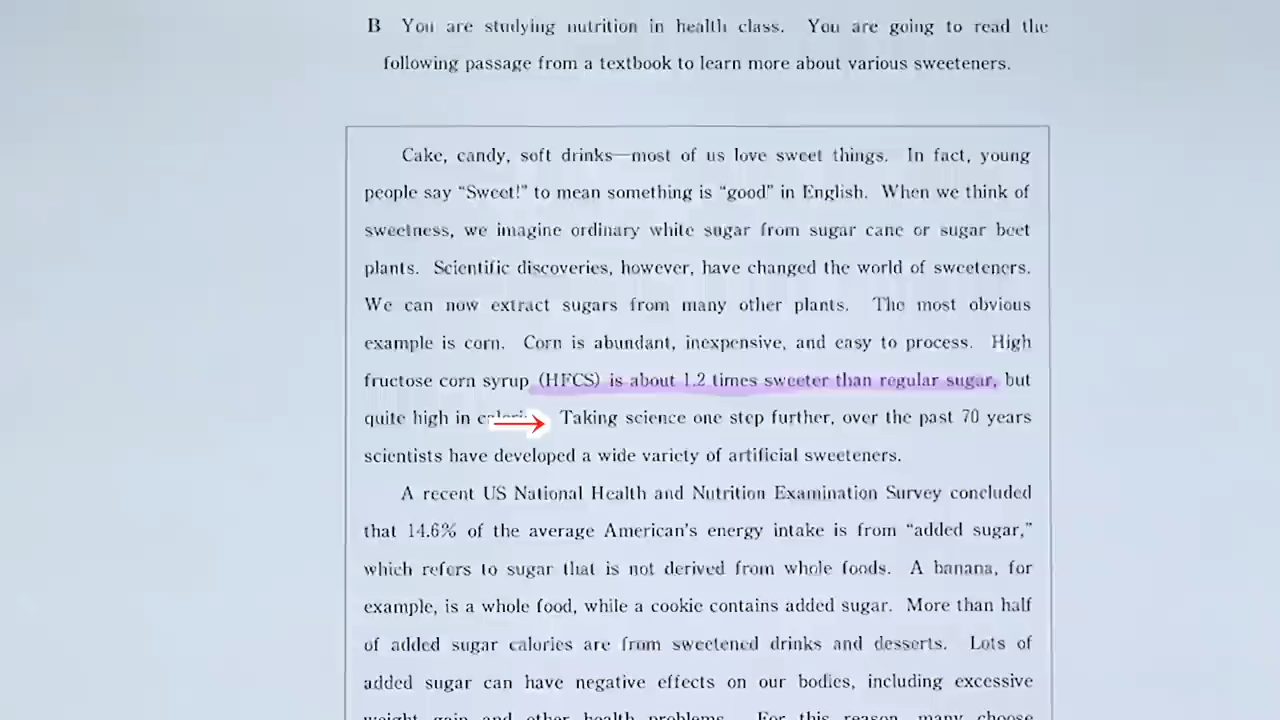 B You are studying nutrition in health class. You are going to read the
following passage from a textbook to learn more about various sweeteners.
Cake, candy, soft drinks—most of us love sweet things. In fact, young
people say “Sweet!” to mean something is “good” in English. When we think of
sweetness, we imagine ordinary white sugar from sugar cane or sugar beet
plants. Scientific discoveries, however, have changed the world of sweeteners.
We can now extract sugars from many other plants. The most obvious
example is corn. Corn is abundant, inexpensive, and easy to process. High
fructose corn syrup (HFCS) is about 1.2 times sweeter than regular sugar, but
quite high in Taking science one step further, over the past 70 years
scientists have developed a wide variety of artificial sweeteners.
A recent US National Health and Nutrition Examination Survey concluded
that 14.6% of the average American’s energy intake is from “added sugar,”
which refers to sugar that is not derived from whole foods. A banana, for
example, is a whole food, while a cookie contains added sugar. More than half
of added sugar calories are from sweetened drinks and desserts. Lots of
added sugar can have negative effects on our bodies, including excessive
weight gain and other health problems. For this reason, many choose